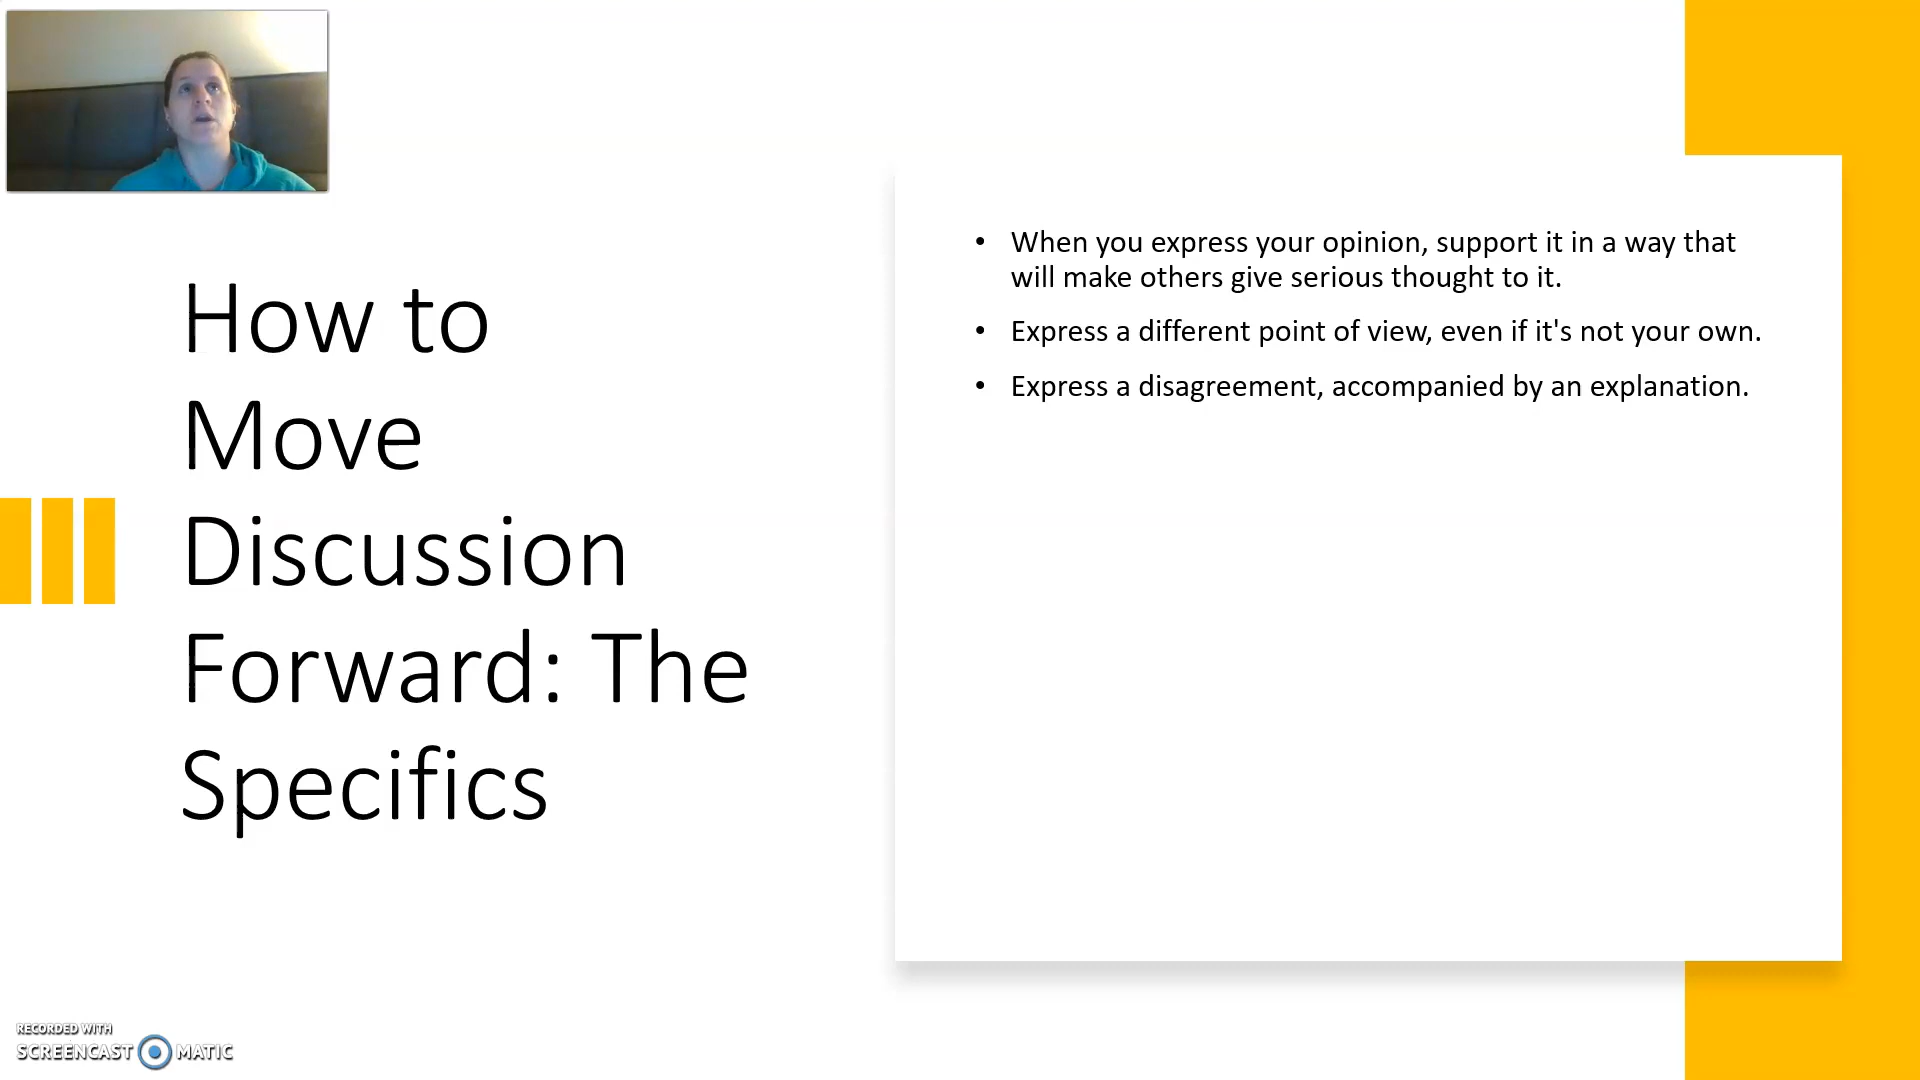 How to
Move
Discussion
Forward: The
Specifics
• When you express your opinion, support it in a way that
will make others give serious thought to it.
• Express a different point of view, even if it's not your own.
• Express a disagreement, accompanied by an explanation.
RECORDED WITH
SCREENCAST MATIC